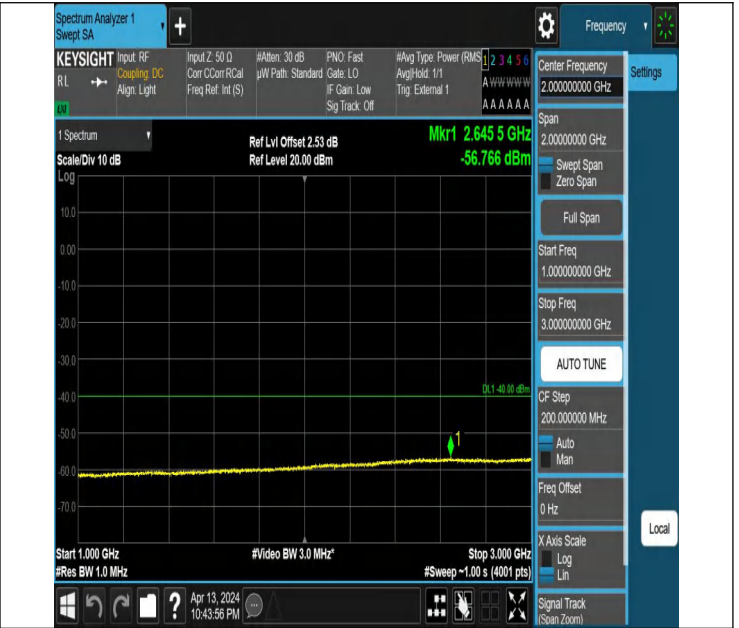 Spectrum Analyzer 1
Swept SA
+
Frequency
KEYSIGHT
RL
Input: RF
Coupling: DC
Align: Light
Input Z: 50 Ω
Corr CCorr RCal
Freq Ref: Int (S)
#Atten: 30 dB
µW Path: Standard
PNO: Fast
Gate: LO
IF Gain: Low
Sig Track: Off
#Avg Type: Power (RMS
Avg|Hold: 1/1
Trig: External 1
1 2 3 4 5 6
A W W W W W
A A A A A A
1 Spectrum
Scale/Div 10 dB
Log
Ref Lvl Offset 2.53 dB
Ref Level 20.00 dBm
Mkr1 2.645 5 GHz
-56.766 dBm
10.0
0.00
-10.0
-20.0
-30.0
-40.0
-50.0
-60.0
-70.0
DL1 -40.00 dBm
1
Start 1.000 GHz
#Res BW 1.0 MHz
#Video BW 3.0 MHz*
Stop 3.000 GHz
#Sweep ~1.00 s (4001 pts)
Center Frequency
2.000000000 GHz
Settings
Span
2.00000000 GHz
Swept Span
Zero Span
Full Span
Start Freq
1.000000000 GHz
Stop Freq
3.000000000 GHz
AUTO TUNE
CF Step
200.000000 MHz
Auto
Man
Freq Offset
0 Hz
X Axis Scale
Log
Lin
Local
Signal Track
(Span Zoom)
?
Apr 13, 2024
10:43:56 PM